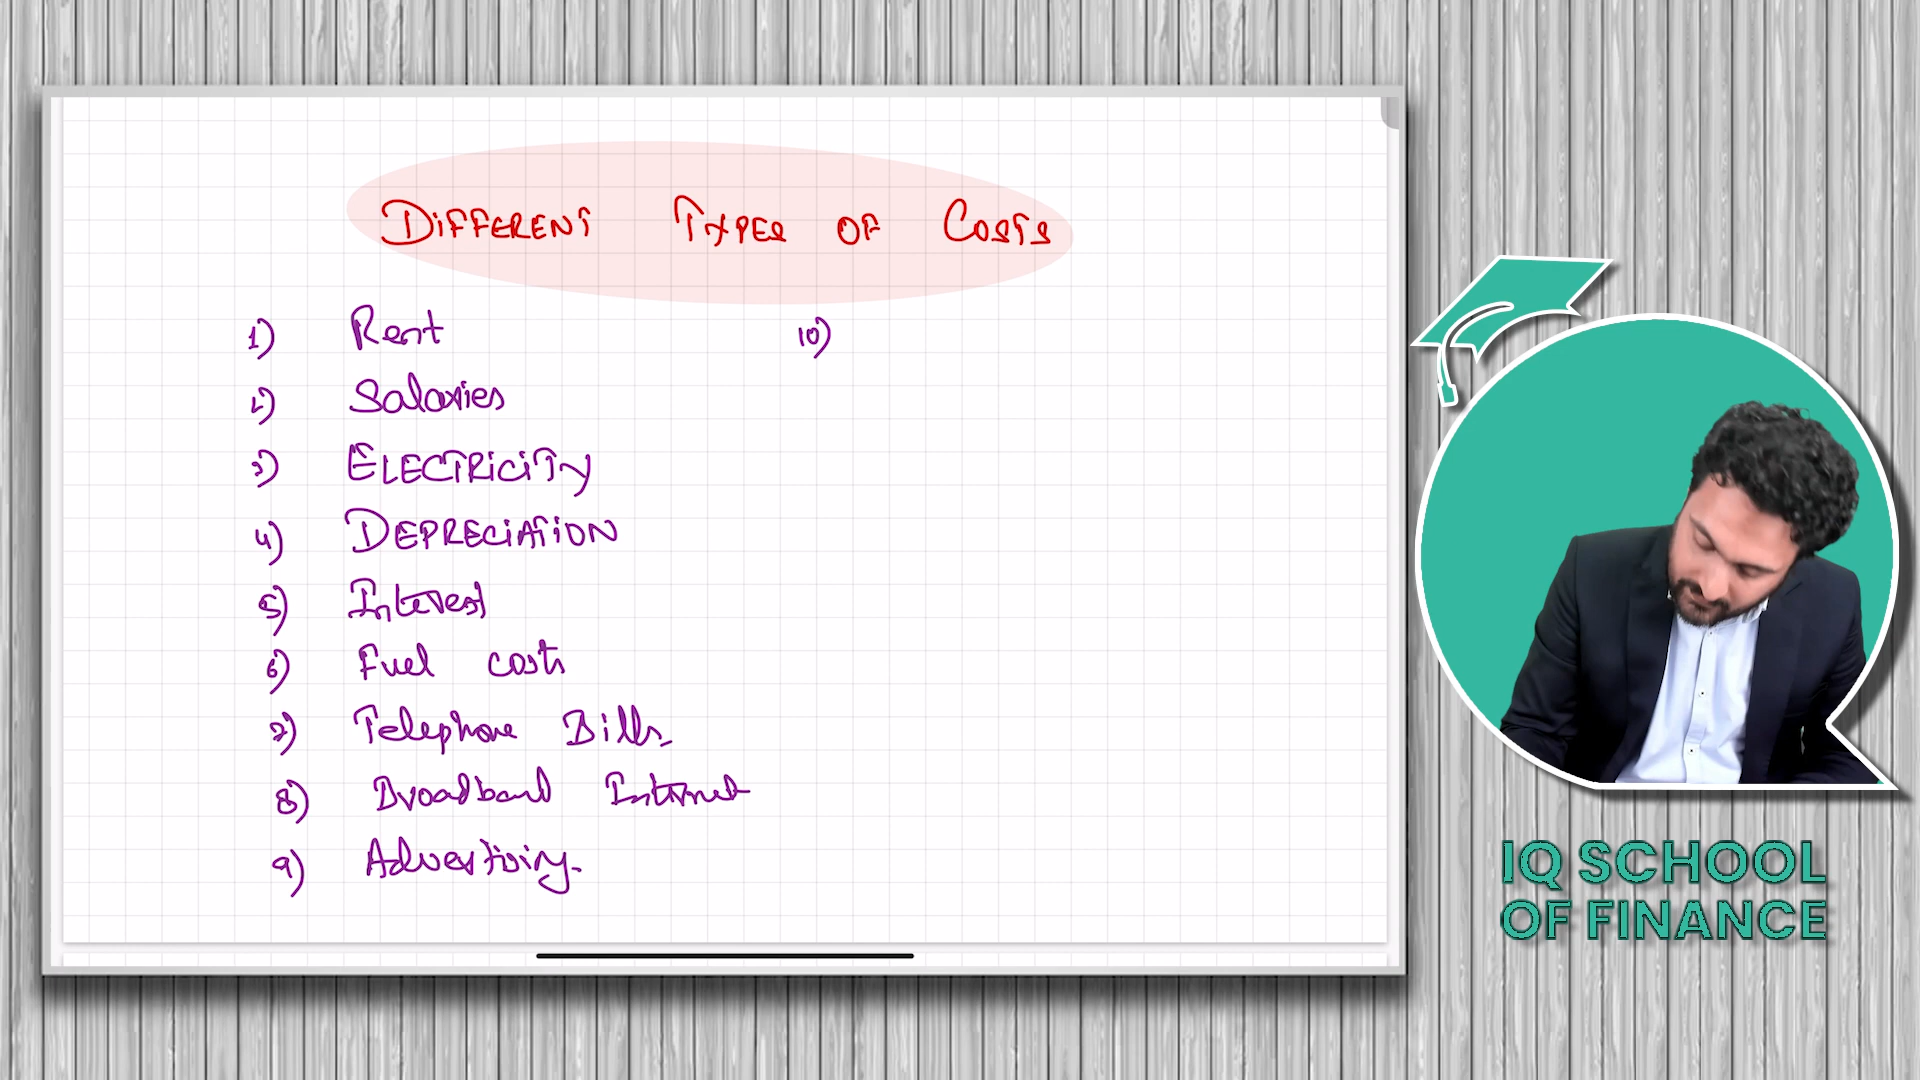 DIFFERENT TYPES OF COSTS
1) Rent
2) Salaries
3) ELECTRICITY
4) DEPRECIATION
5) Interest
6) Fuel costs
7) Telephone Bills
8) Broadband Internet
9) Advertising
10)
IQ SCHOOL
OF FINANCE